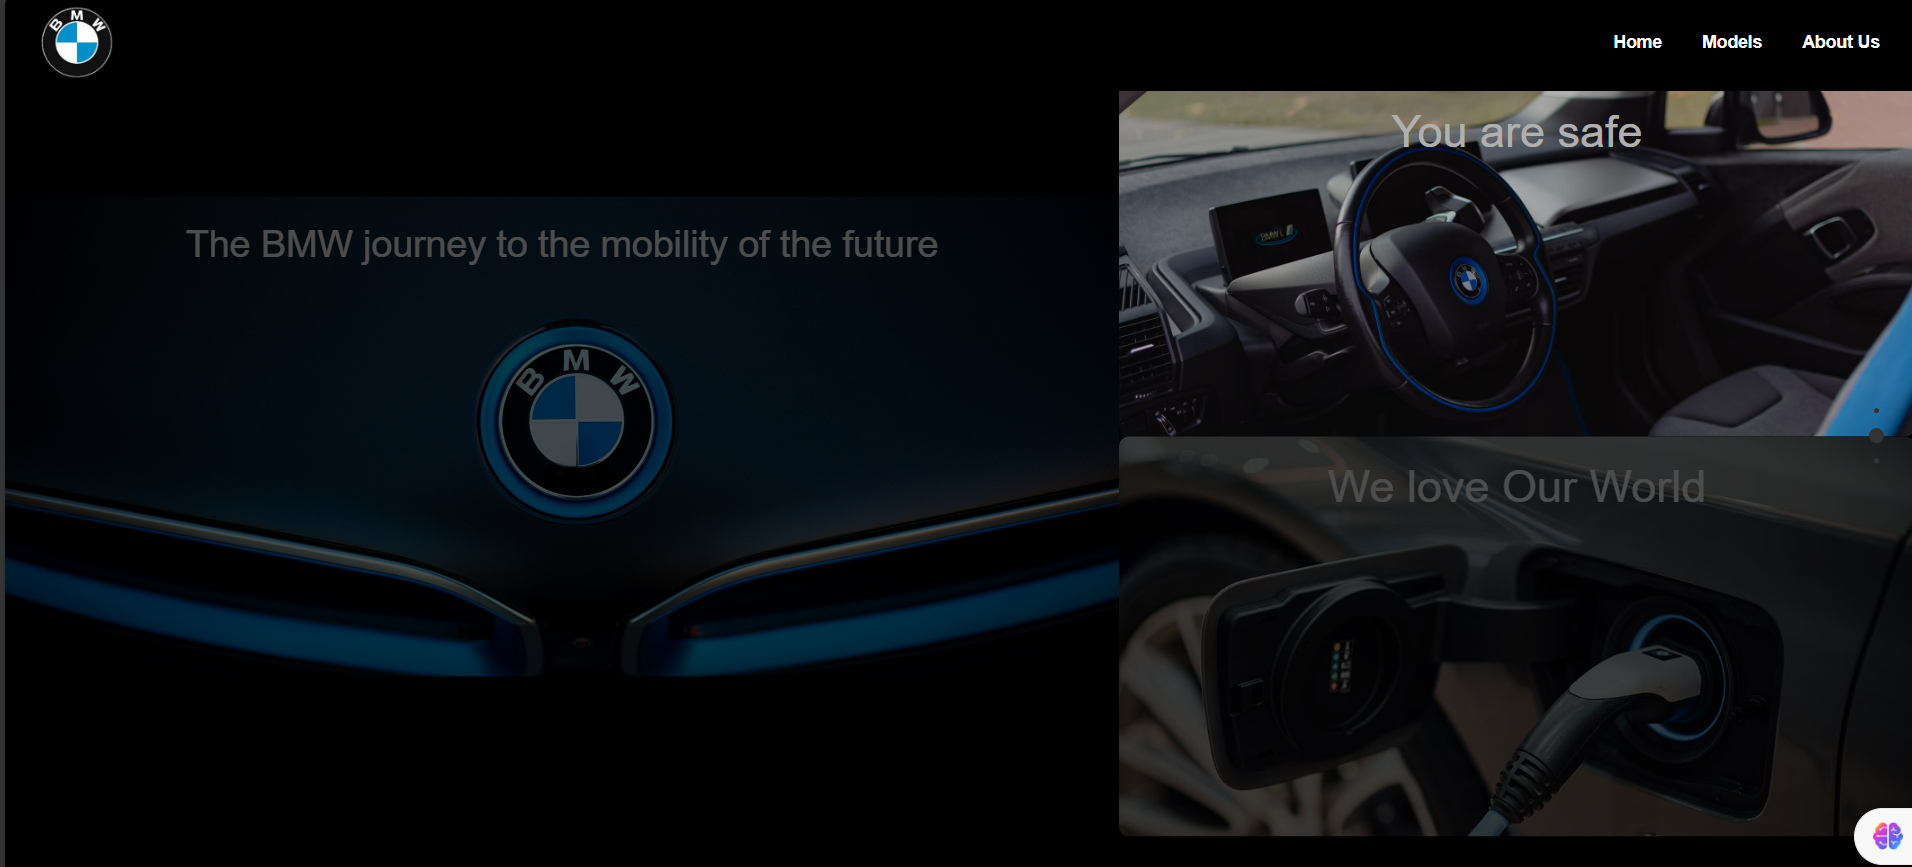 BMW
Home
Models
About Us
You are safe
The BMW journey to the mobility of the future
BMW
We love Our World